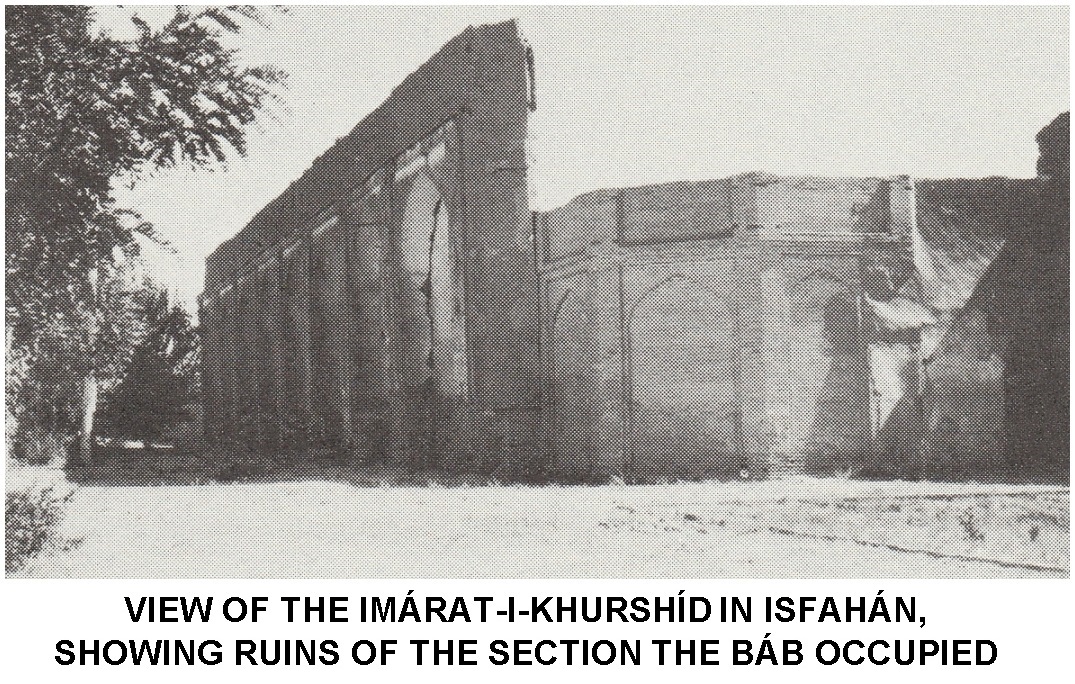 VIEW OF THE IMÁRAT-I-KHURSHÍD IN ISFAHÁN,
SHOWING RUINS OF THE SECTION THE BÁB OCCUPIED